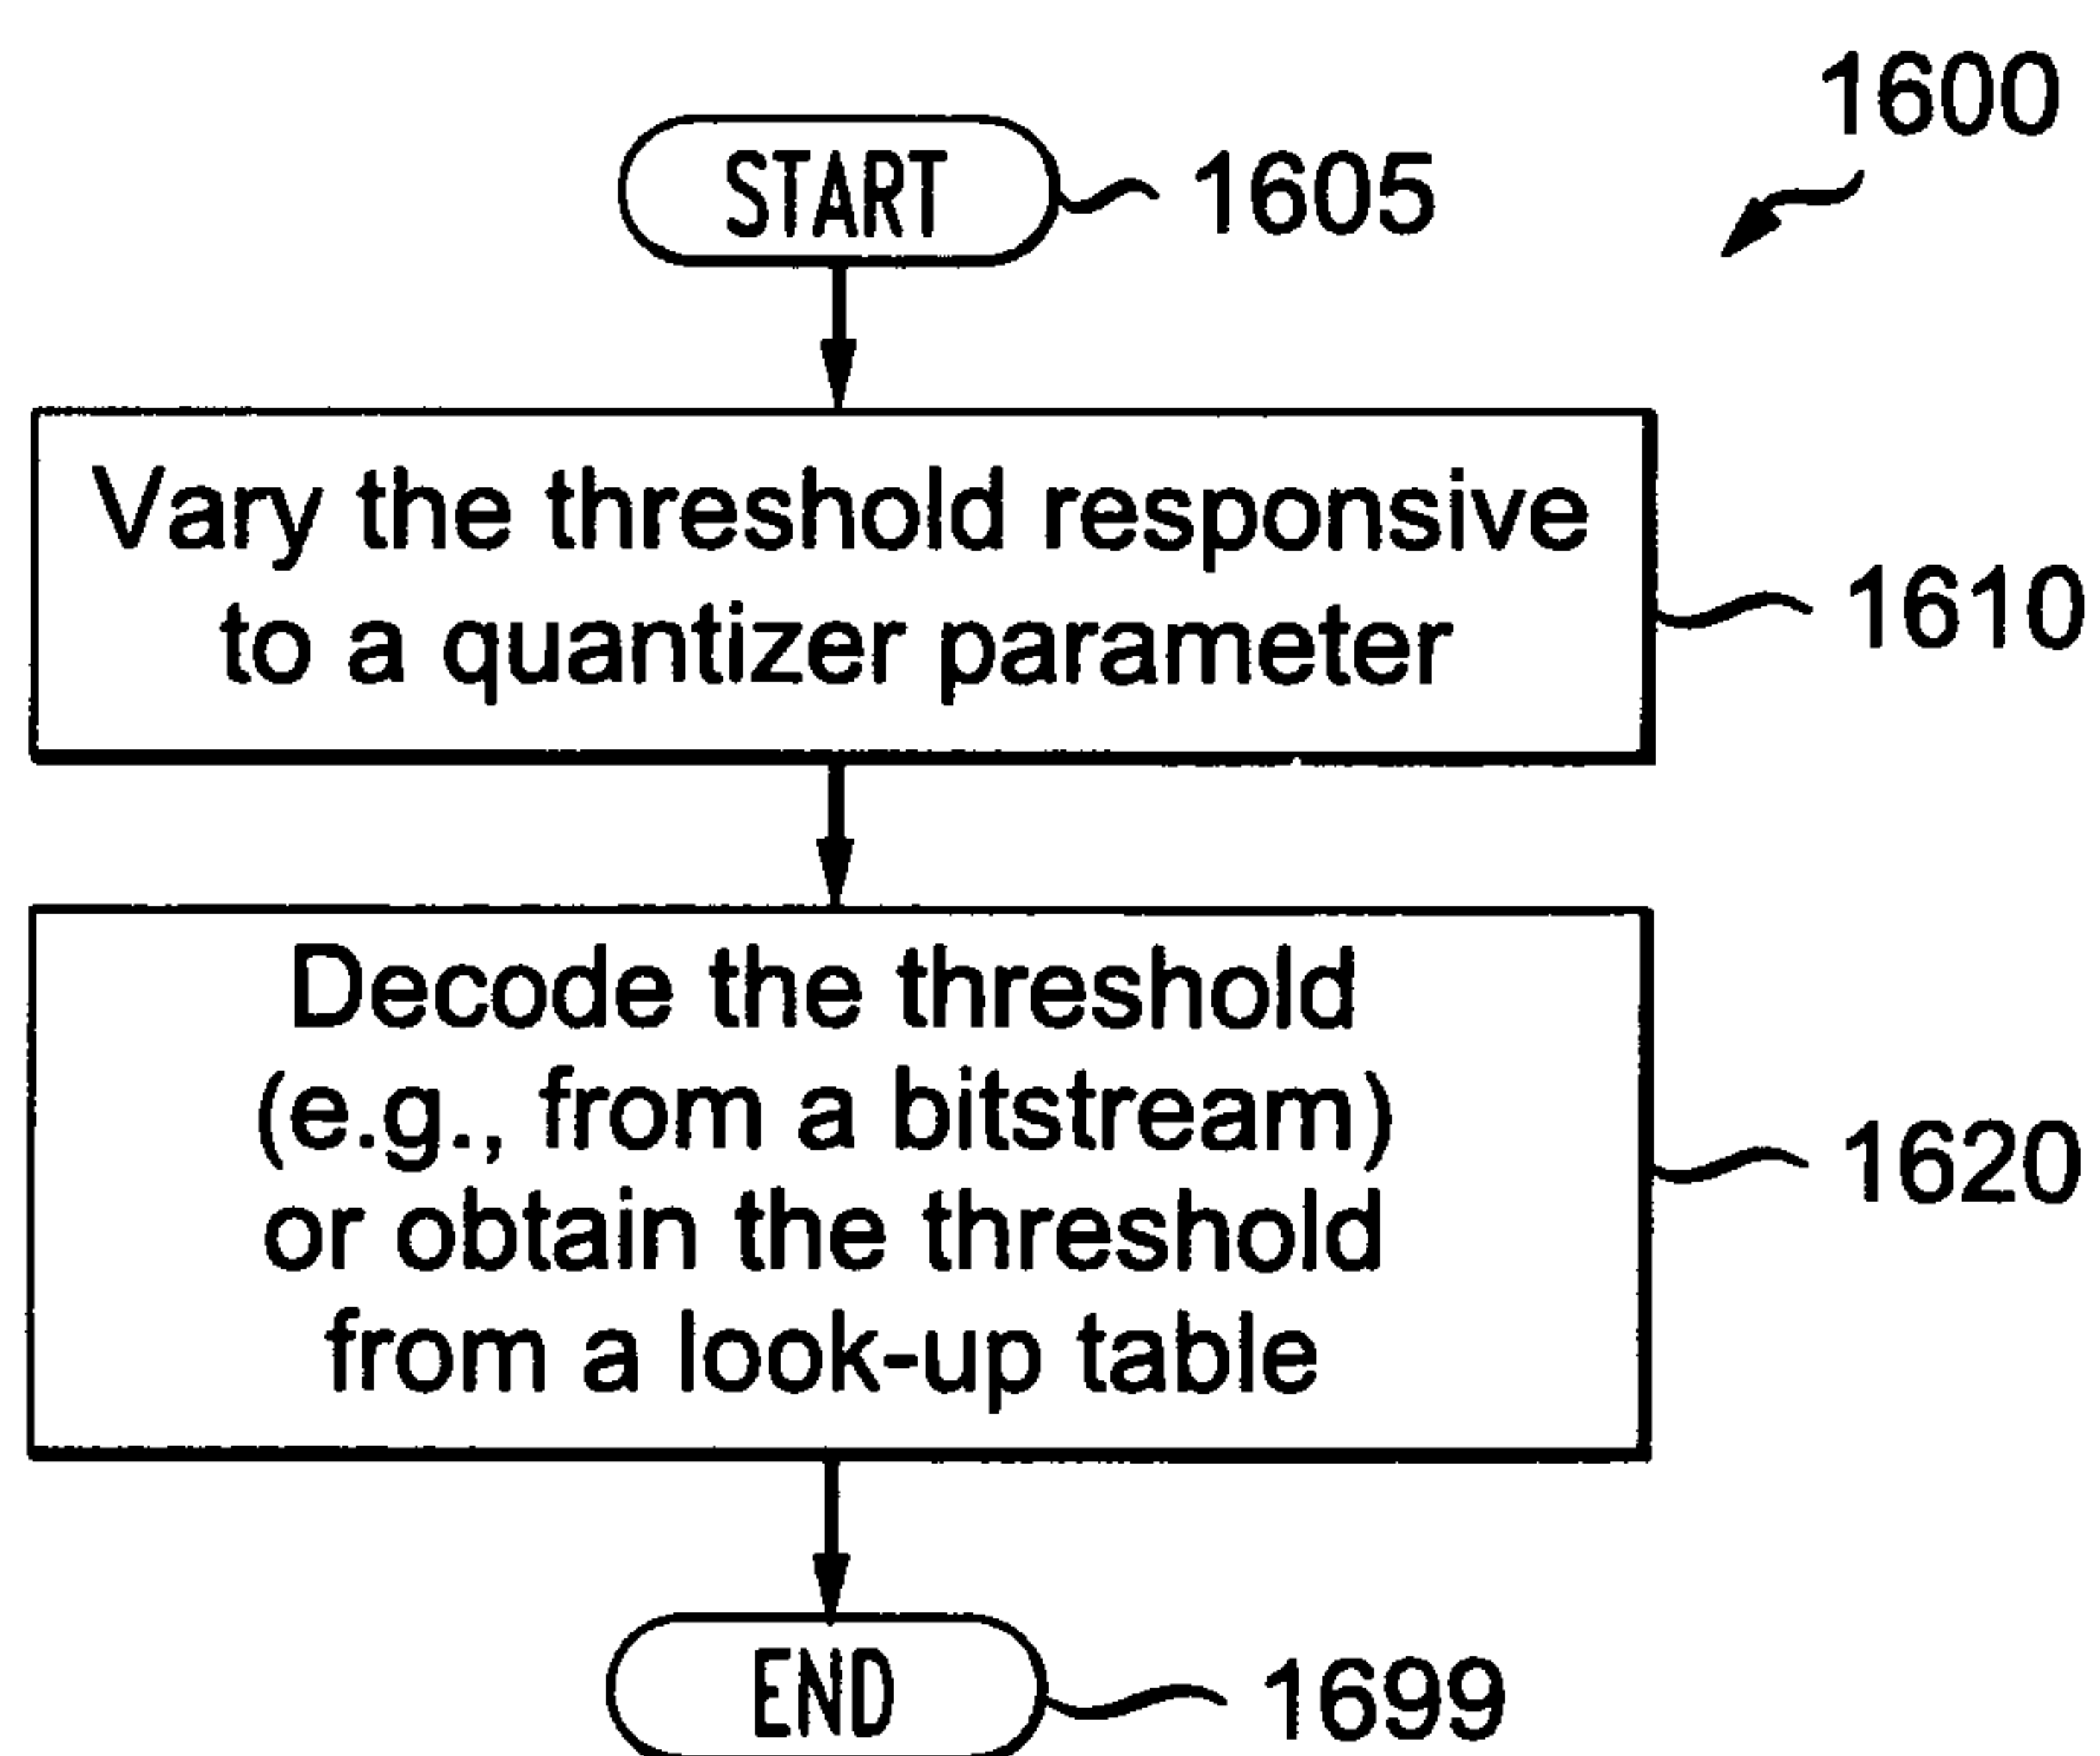 1600
START
1605
Vary the threshold responsive
to a quantizer parameter
1610
Decode the threshold
(e.g., from a bitstream)
or obtain the threshold
from a look-up table
1620
END
1699